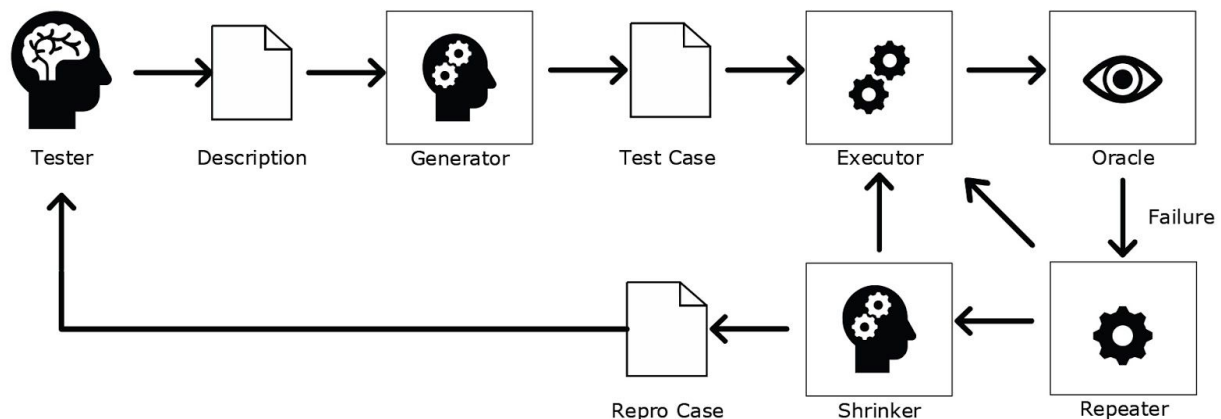 Tester
Description
Generator
Test Case
Executor
Oracle
Failure
Repro Case
Shrinker
Repeater